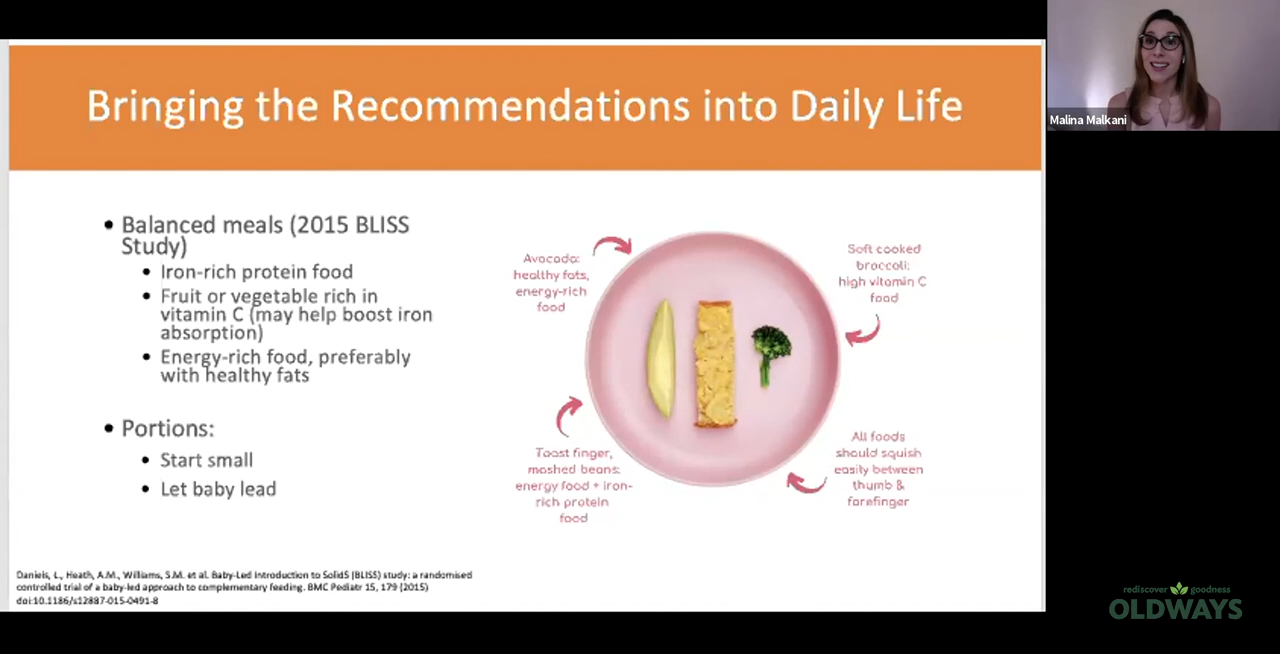 Bringing the Recommendations into Daily Life
Malina Malkani
• Balanced meals (2015 BLISS
Study)
• Iron-rich protein food
• Fruit or vegetable rich in
vitamin C (may help boost iron
absorption)
• Energy-rich food, preferably
with healthy fats
• Portions:
• Start small
• Let baby lead
Avocado:
healthy fats,
energy-rich
food
Soft cooked
broccoli:
high vitamin C
food
Toast finger,
mashed beans:
energy food + iron-
rich protein
food
All foods
should squish
easily between
thumb &
forefinger
Daniels, L., Heath, A.M., Williams, S.M. et al. Baby-Led Introduction to SolidS (BLISS) study: a randomised
controlled trial of a baby-led approach to complementary feeding. BMC Pediatr 15, 179 (2015)
doi:10.1186/s12887-015-0491-8
rediscover goodness
OLDWAYS